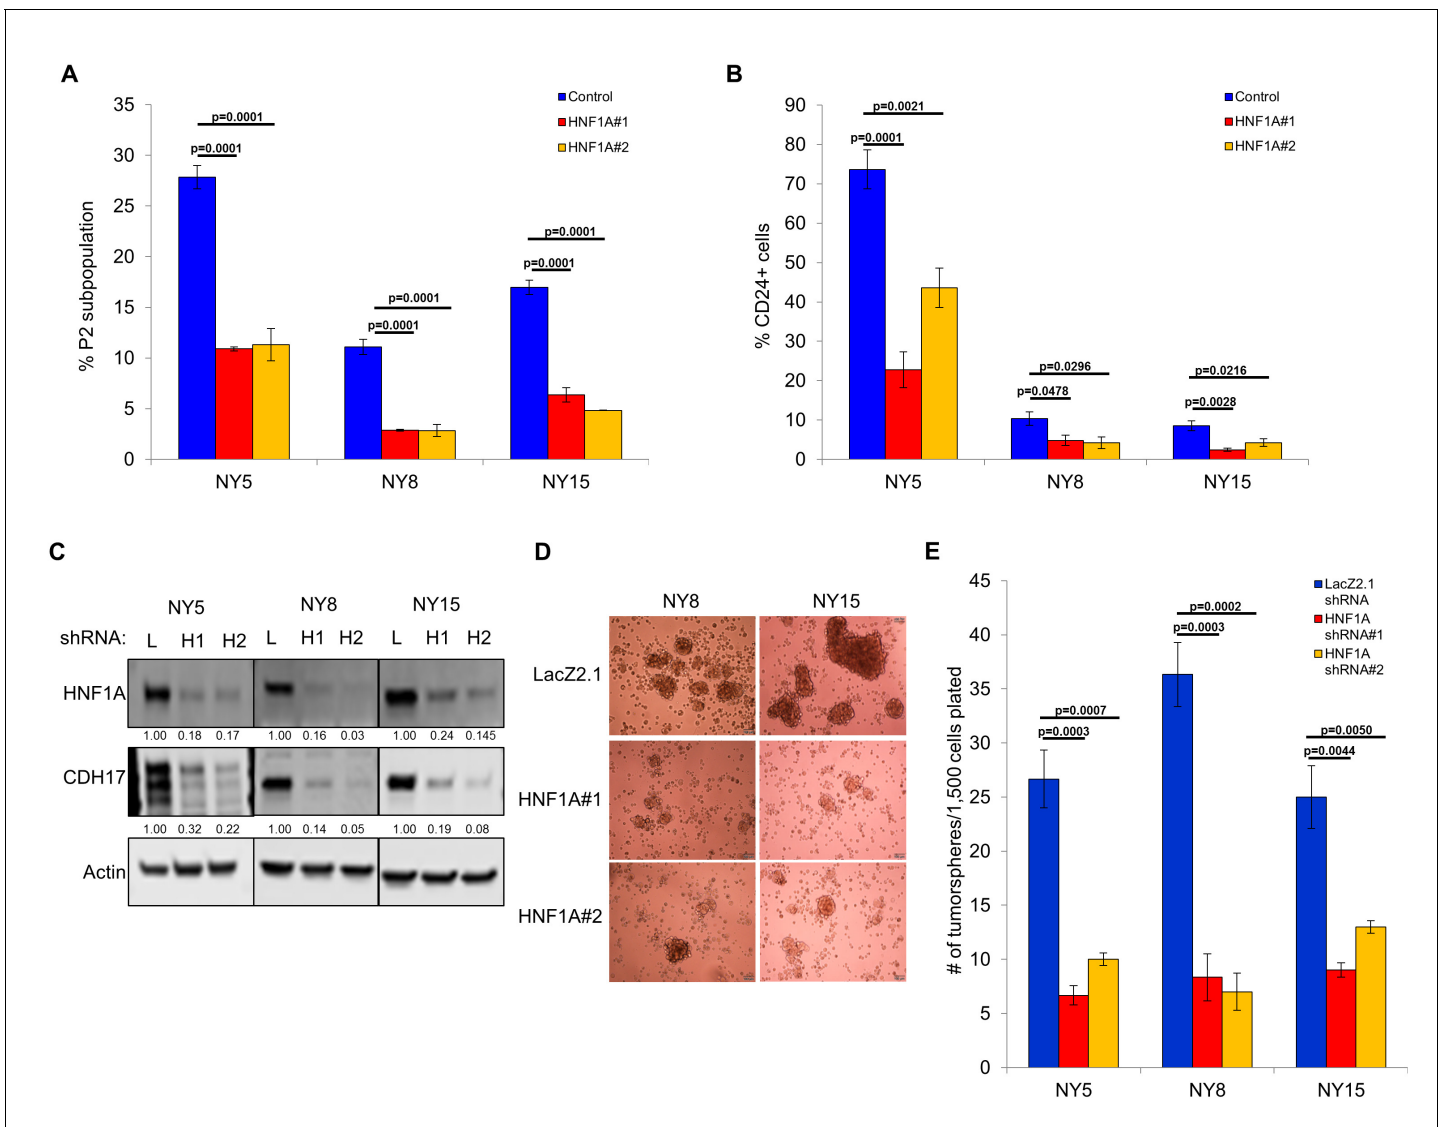 A
% P2 subpopulation
35
30
25
20
15
10
5
0
Control
HNF1A#1
HNF1A#2
p=0.0001
p=0.0001
p=0.0001
p=0.0001
p=0.0001
p=0.0001
NY5
NY8
NY15
B
% CD24+ cells
90
80
70
60
50
40
30
20
10
0
Control
HNF1A#1
HNF1A#2
p=0.0021
p=0.0001
p=0.0296
p=0.0478
p=0.0216
p=0.0028
NY5
NY8
NY15
C
NY5 NY8 NY15
shRNA: L H1 H2 L H1 H2 L H1 H2
HNF1A
1.00 0.18 0.17 1.00 0.16 0.03 1.00 0.24 0.145
CDH17
1.00 0.32 0.22 1.00 0.14 0.05 1.00 0.19 0.08
Actin
D
NY8 NY15
LacZ2.1
HNF1A#1
HNF1A#2
E
# of tumorspheres/1,500 cells plated
45
40
35
30
25
20
15
10
5
0
LacZ2.1
shRNA
HNF1A
shRNA#1
HNF1A
shRNA#2
p=0.0007
p=0.0003
p=0.0002
p=0.0003
p=0.0050
p=0.0044
NY5
NY8
NY15